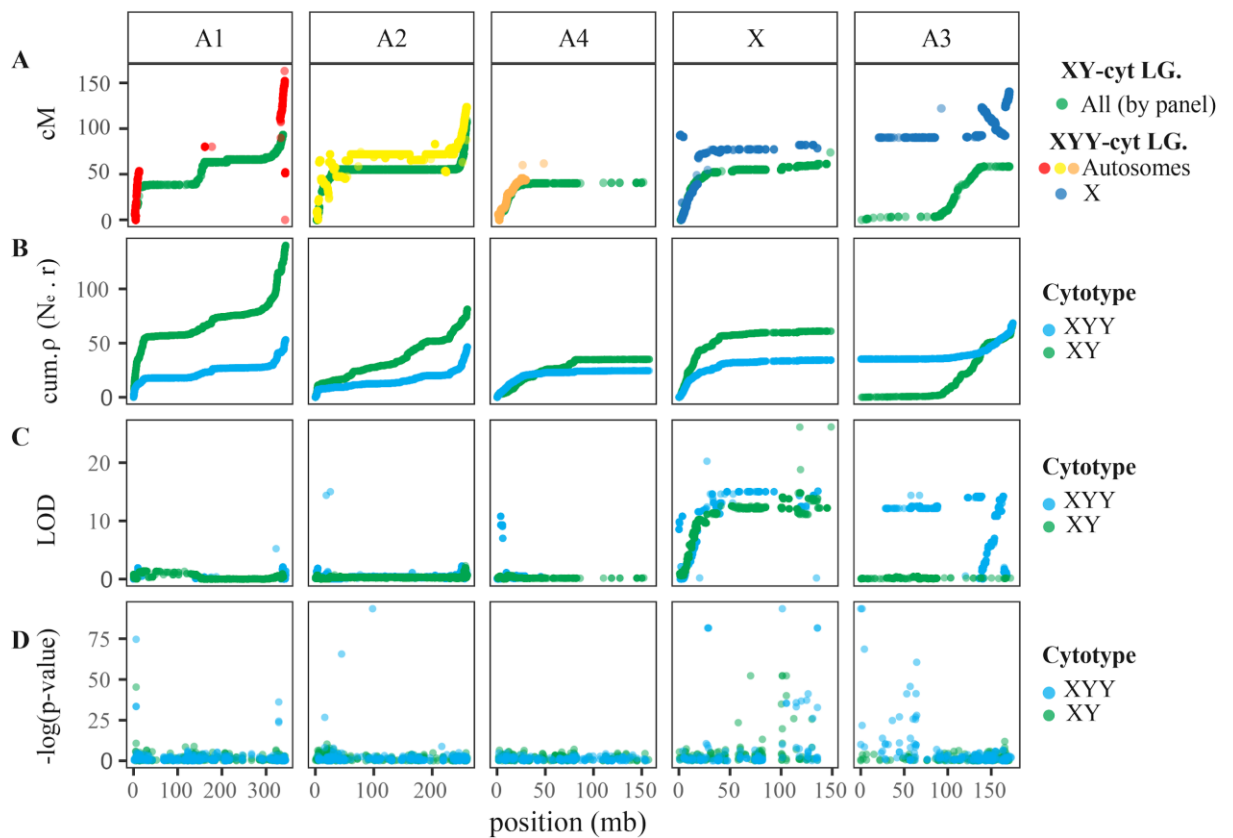 A1 A2 A4 X A3
A
cM
150
100
50
0
XY-cyt LG.
All (by panel)
XYY-cyt LG.
Autosomes
X
B
cum.ρ (Nₑ . r)
100
50
0
Cytotype
XYY
XY
C
LOD
20
10
0
Cytotype
XYY
XY
D
-log(p-value)
75
50
25
0
Cytotype
XYY
XY
0 100 200 300 0 100 200 0 50 100 150 0 50 100 150 0 50 100 150
position (mb)